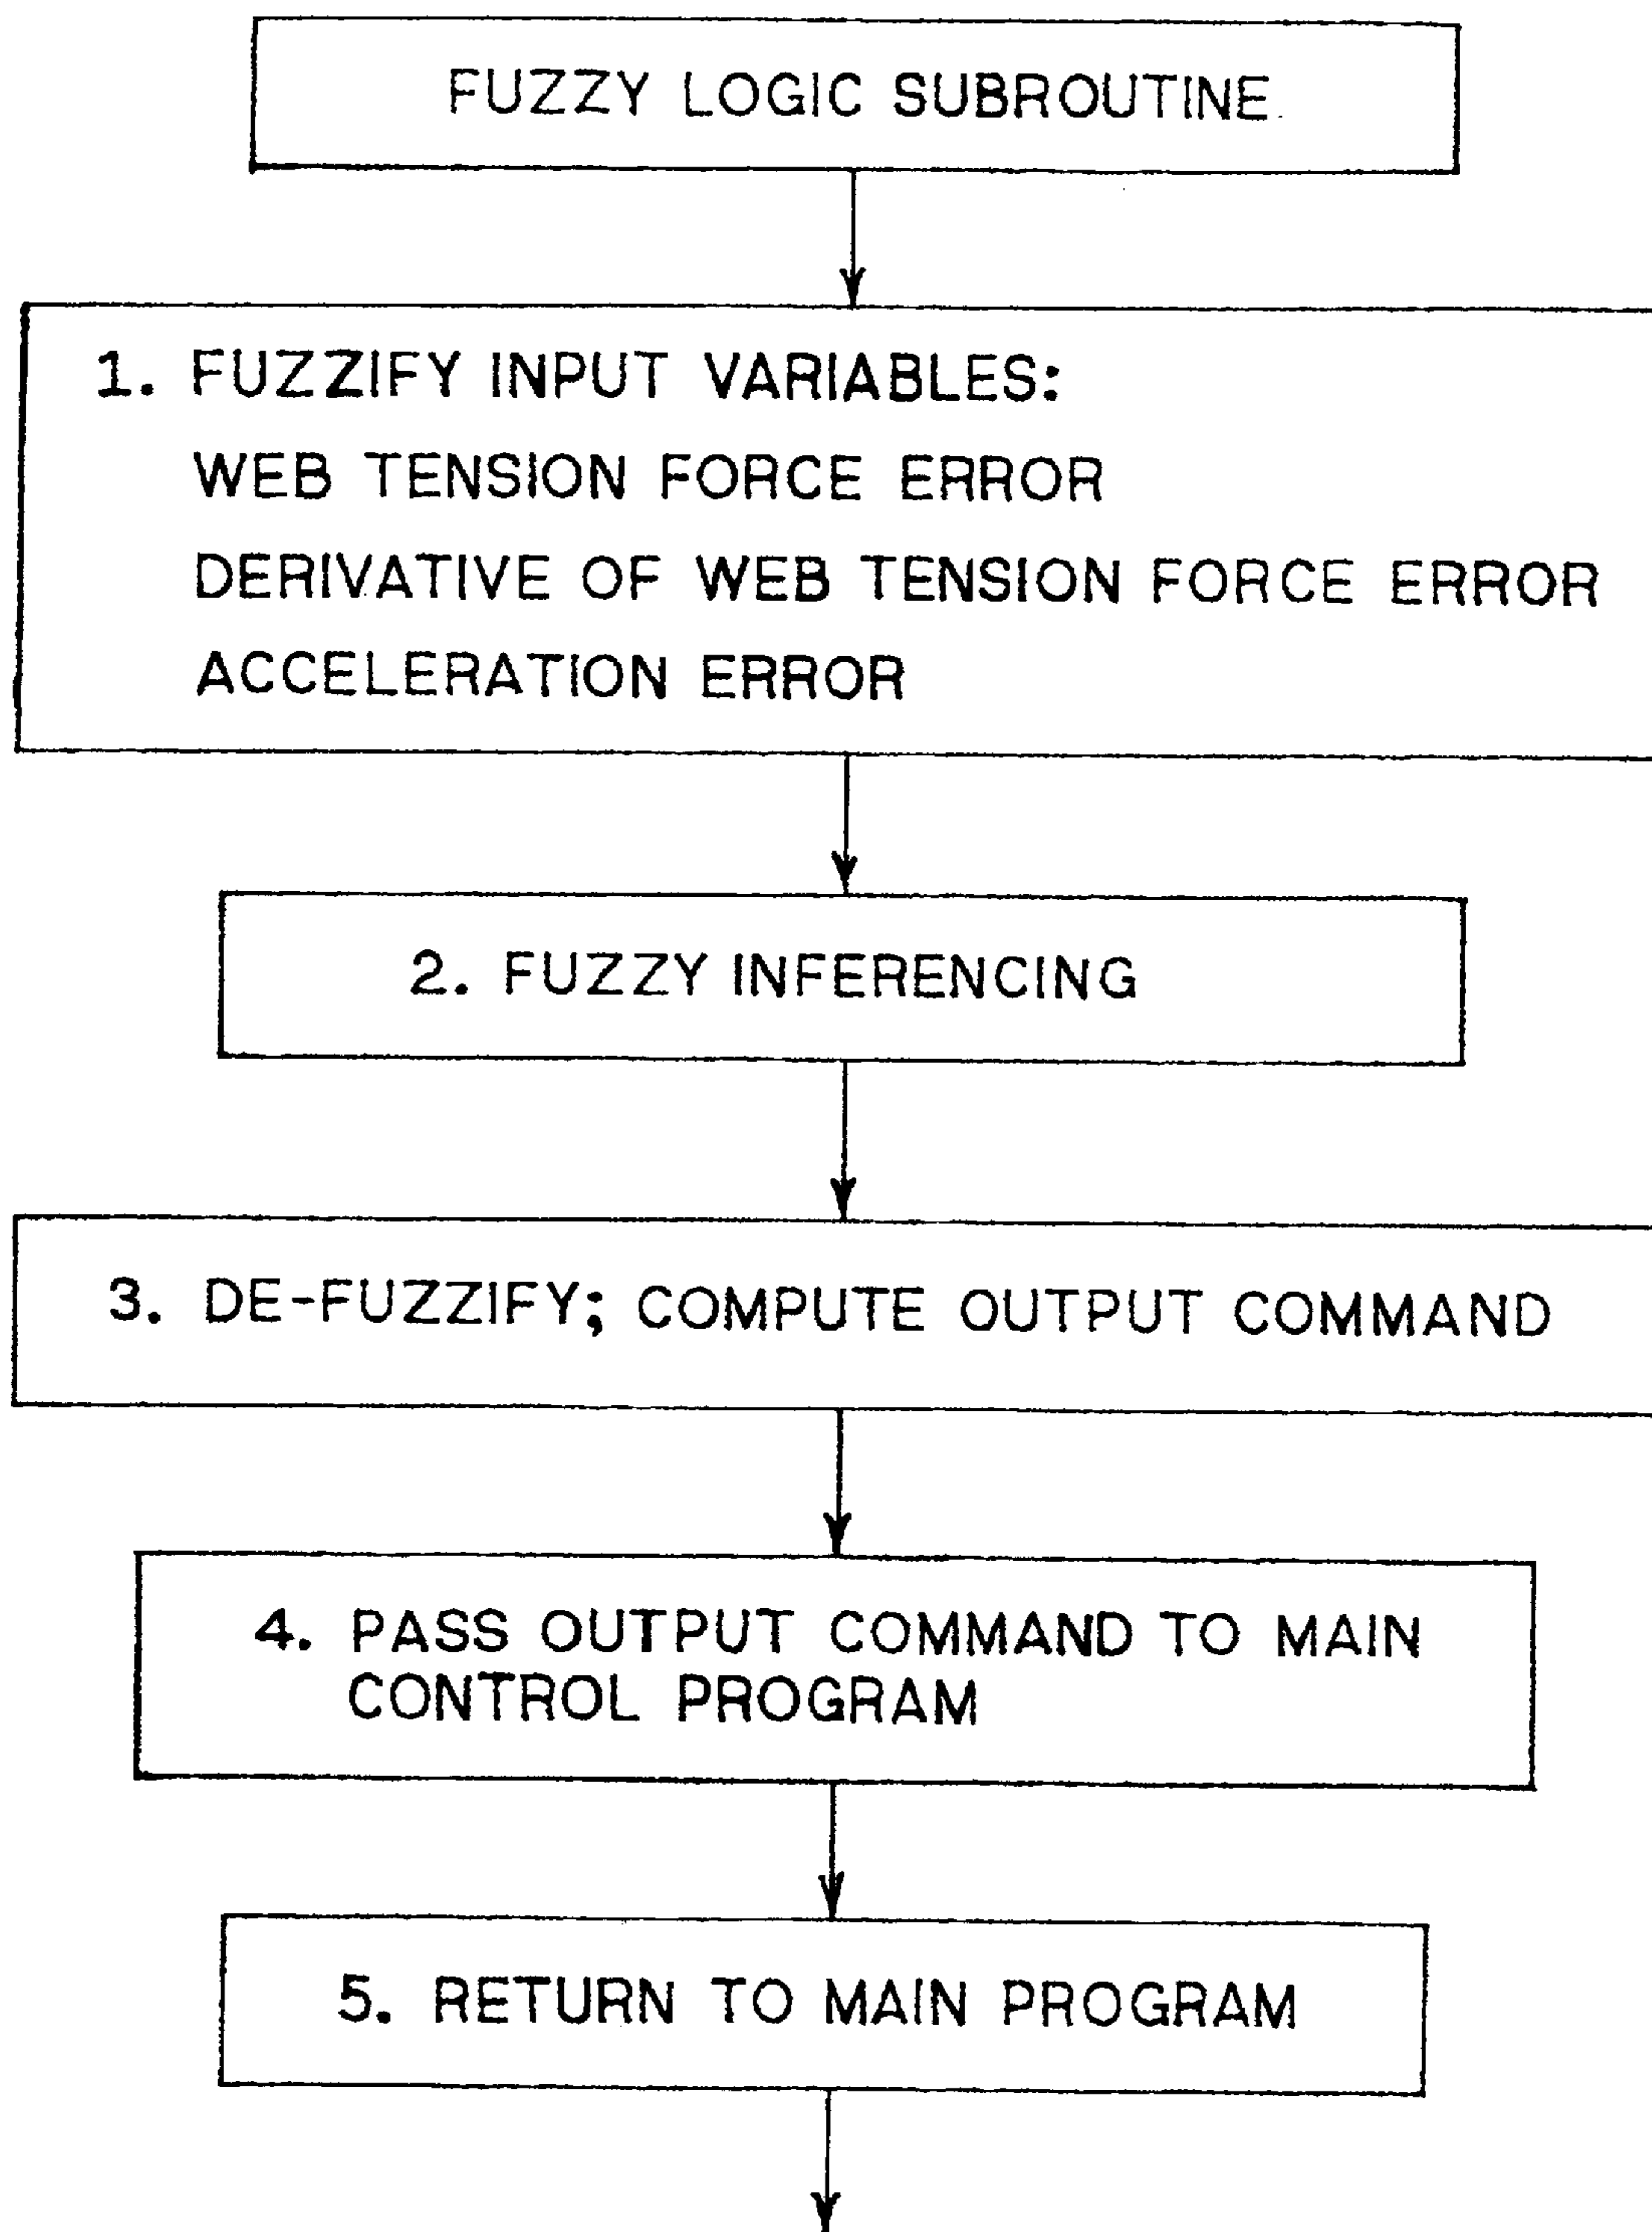 FUZZY LOGIC SUBROUTINE
1. FUZZIFY INPUT VARIABLES:
WEB TENSION FORCE ERROR
DERIVATIVE OF WEB TENSION FORCE ERROR
ACCELERATION ERROR
2. FUZZY INFERENCING
3. DE-FUZZIFY; COMPUTE OUTPUT COMMAND
4. PASS OUTPUT COMMAND TO MAIN
CONTROL PROGRAM
5. RETURN TO MAIN PROGRAM